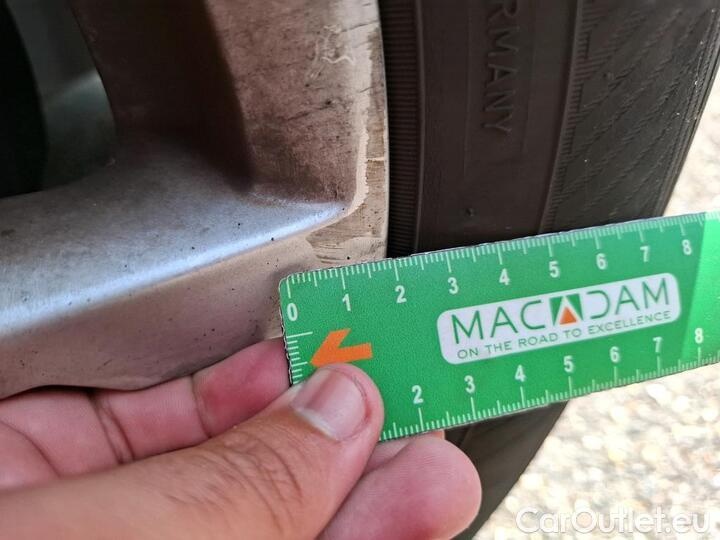 RMANY
0 1 2 3 4 5 6 7 8
MACADAM
ON THE ROAD TO EXCELLENCE
2 3 4 5 6 7 8
CarOutlet.eu